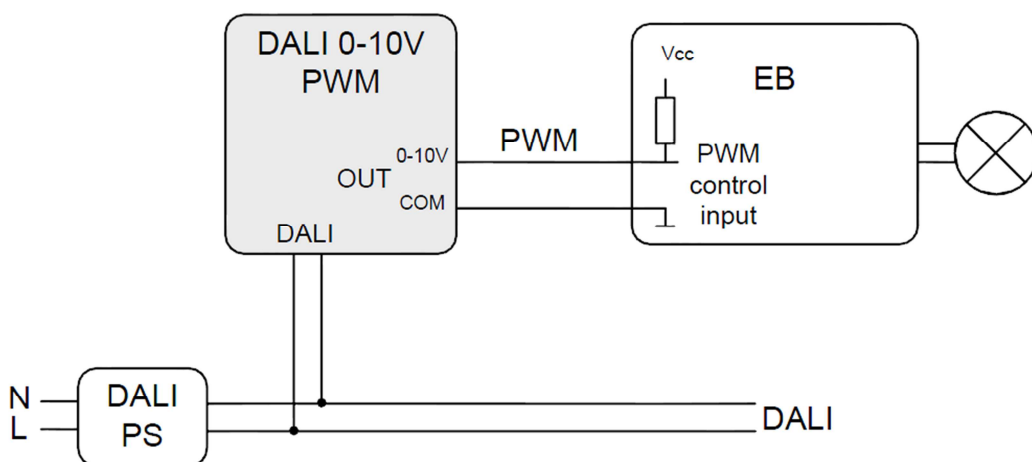 DALI 0-10V
PWM
0-10V
OUT
COM
DALI
PWM
Vcc
EB
PWM
control
input
N
L
DALI
PS
DALI